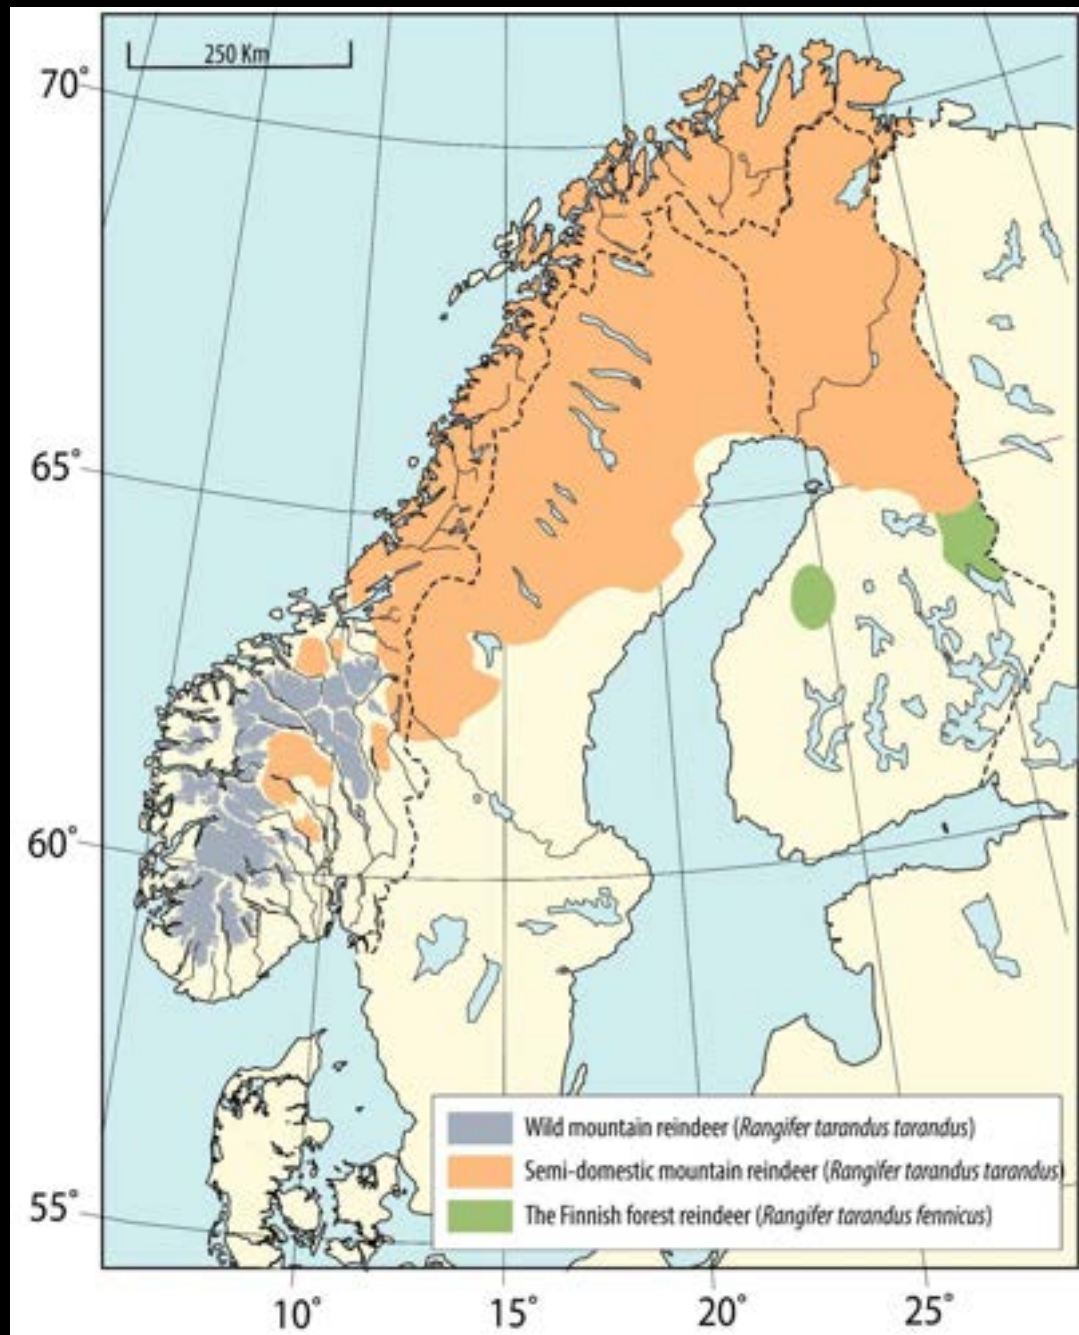 250 Km
70°
65°
60°
55°
Wild mountain reindeer (Rangifer tarandus tarandus)
Semi-domestic mountain reindeer (Rangifer tarandus tarandus)
The Finnish forest reindeer (Rangifer tarandus fennicus)
10° 15° 20° 25°